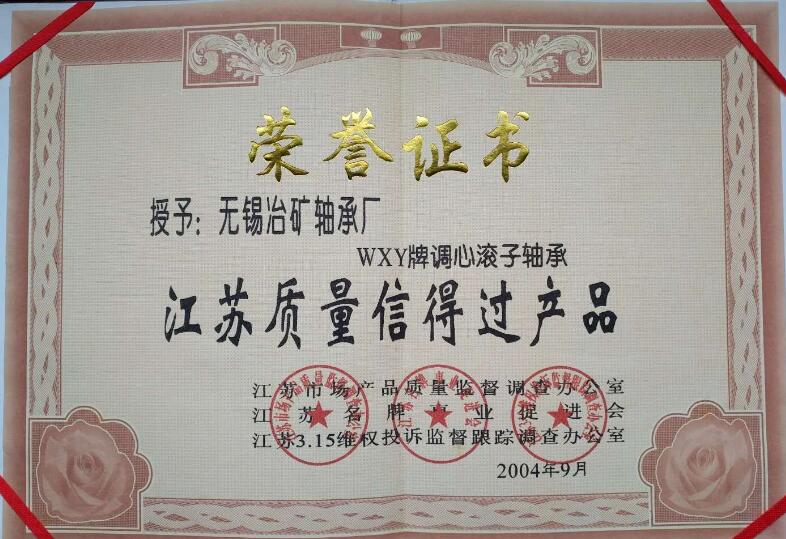 荣誉证书
授予：无锡冶矿轴承厂
WXY牌调心滚子轴承
江苏质量信得过产品
江苏市场产品质量监督调查办公室
江苏名牌事业促进会
江苏3.15维权投诉监督跟踪调查办公室
2004年9月